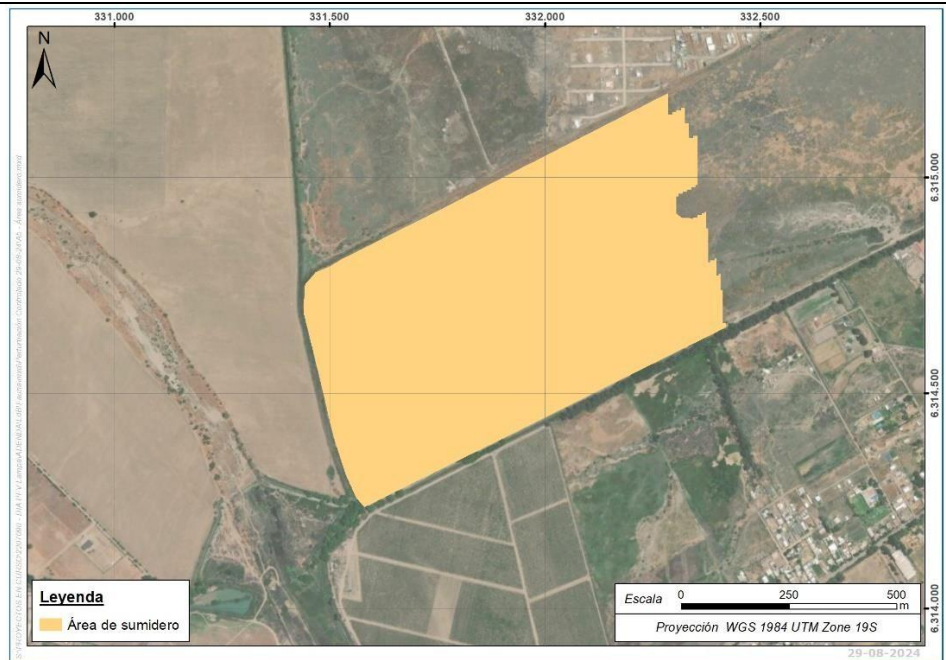 331.000 331.500 332.000 332.500
N
6.315.000
6.314.500
6.314.000
Leyenda
Área de sumidero
Escala 0 250 500 m
Proyección WGS 1984 UTM Zone 19S
29-08-2024